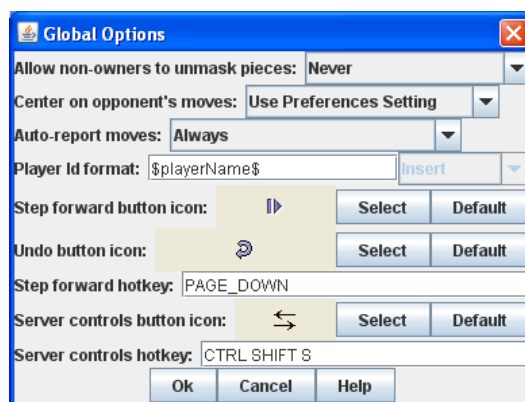 Global Options
Allow non-owners to unmask pieces: Never
Center on opponent's moves: Use Preferences Setting
Auto-report moves: Always
Player Id format: $playerName$ Insert
Step forward button icon: Select Default
Undo button icon: Select Default
Step forward hotkey: PAGE_DOWN
Server controls button icon: Select Default
Server controls hotkey: CTRL SHIFT S
Ok Cancel Help